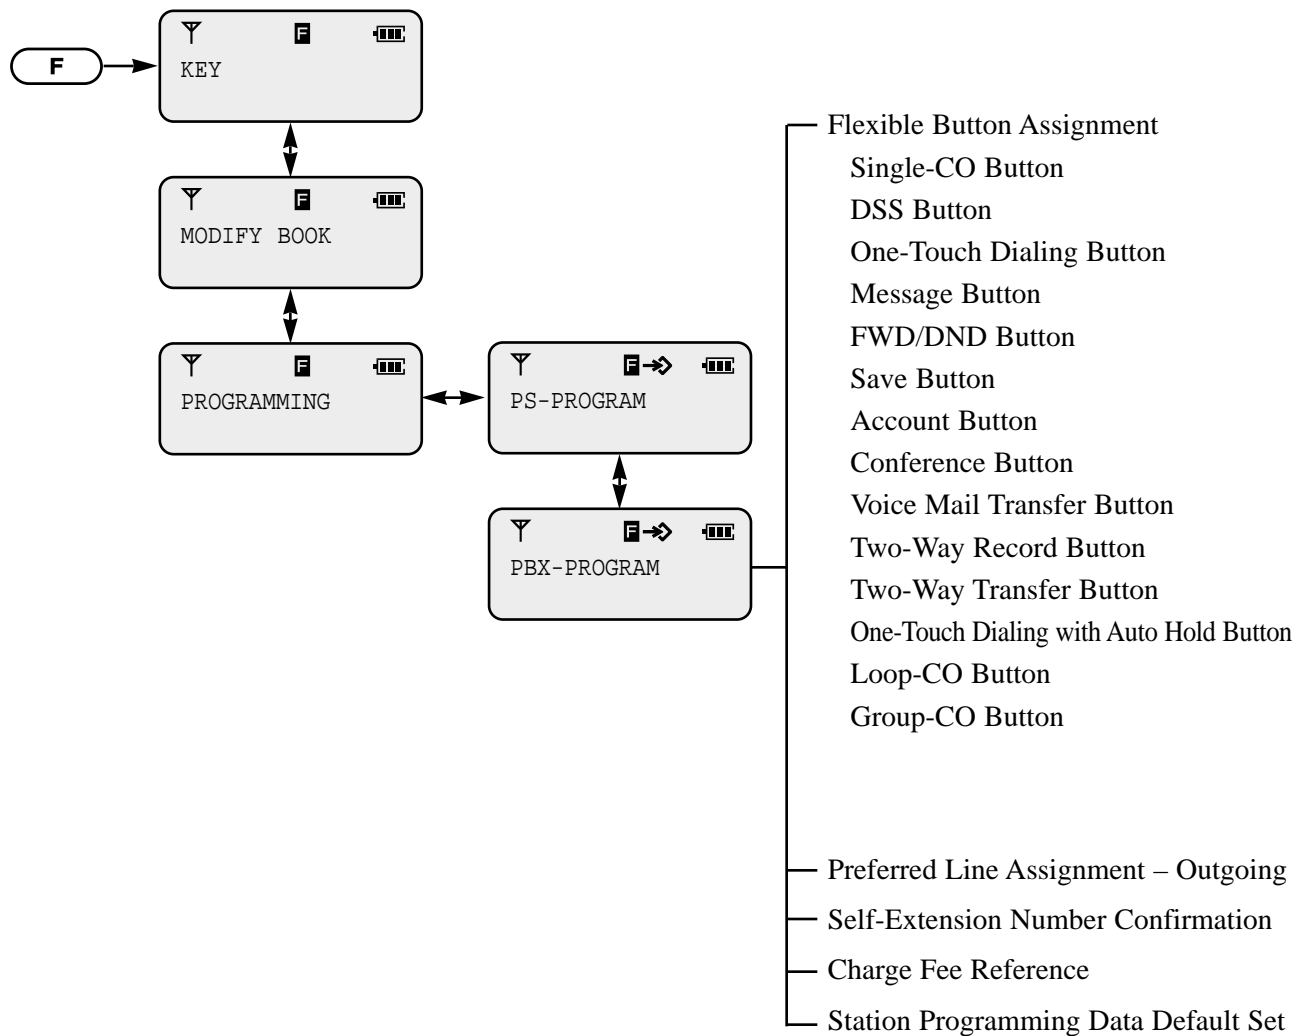 F
F
KEY
F
MODIFY BOOK
F
PROGRAMMING
F
PS-PROGRAM
F
PBX-PROGRAM
Flexible Button Assignment
Single-CO Button
DSS Button
One-Touch Dialing Button
Message Button
FWD/DND Button
Save Button
Account Button
Conference Button
Voice Mail Transfer Button
Two-Way Record Button
Two-Way Transfer Button
One-Touch Dialing with Auto Hold Button
Loop-CO Button
Group-CO Button
Preferred Line Assignment – Outgoing
Self-Extension Number Confirmation
Charge Fee Reference
Station Programming Data Default Set